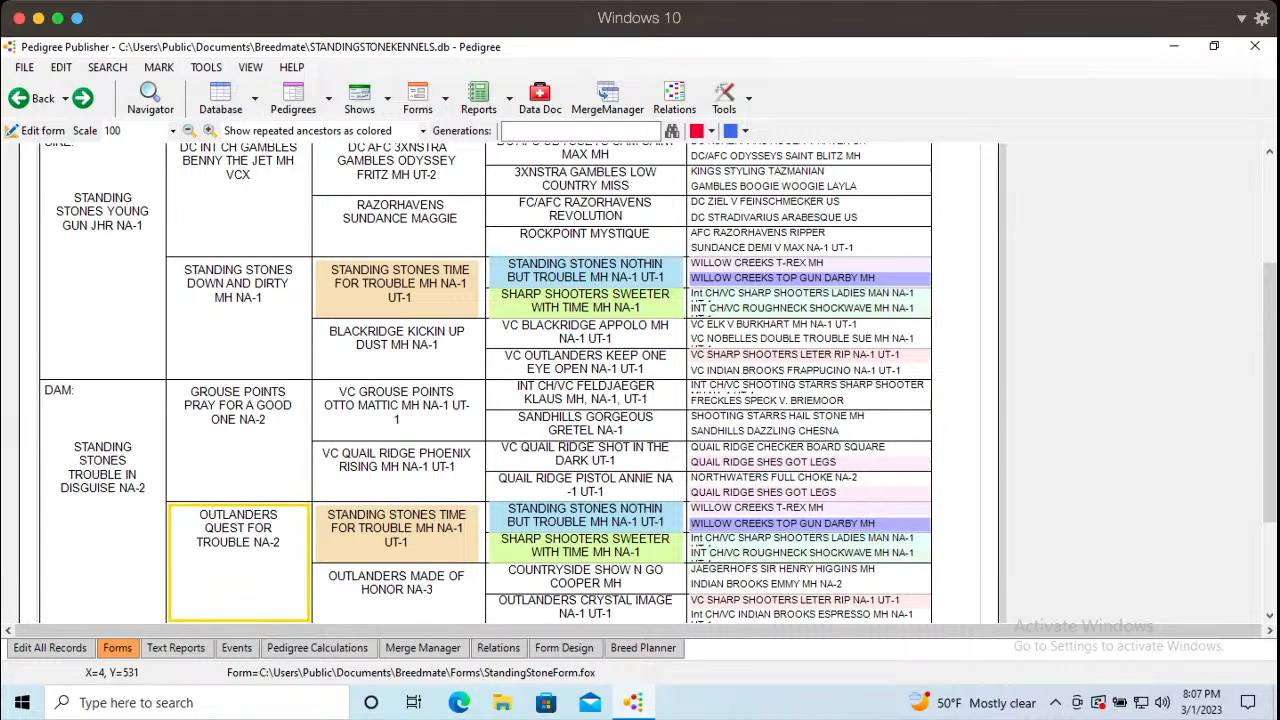 Windows 10
Pedigree Publisher - C:\Users\Public\Documents\Breedmate\STANDINGSTONEKENNELS.db - Pedigree
FILE EDIT SEARCH MARK TOOLS VIEW HELP
Back Navigator Database Pedigrees Shows Forms Reports Data Doc MergeManager Relations Tools
Edit form Scale 100 Show repeated ancestors as colored Generations:
STANDING
STONES YOUNG
GUN JHR NA-1
DAM:
STANDING
STONES
TROUBLE IN
DISGUISE NA-2
DC INT CH GAMBLES
BENNY THE JET MH
VCX
STANDING STONES
DOWN AND DIRTY
MH NA-1
GROUSE POINTS
PRAY FOR A GOOD
ONE NA-2
OUTLANDERS
QUEST FOR
TROUBLE NA-2
DC AFC 3XNSTRA
GAMBLES ODYSSEY
FRITZ MH UT-2
RAZORHAVENS
SUNDANCE MAGGIE
STANDING STONES TIME
FOR TROUBLE MH NA-1
UT-1
BLACKRIDGE KICKIN UP
DUST MH NA-1
VC GROUSE POINTS
OTTO MATTIC MH NA-1 UT-
1
VC QUAIL RIDGE PHOENIX
RISING MH NA-1 UT-1
STANDING STONES TIME
FOR TROUBLE MH NA-1
UT-1
OUTLANDERS MADE OF
HONOR NA-3
MAX MH
3XNSTRA GAMBLES LOW
COUNTRY MISS
FC/AFC RAZORHAVENS
REVOLUTION
ROCKPOINT MYSTIQUE
STANDING STONES NOTHIN
BUT TROUBLE MH NA-1 UT-1
SHARP SHOOTERS SWEETER
WITH TIME MH NA-1
VC BLACKRIDGE APPOLO MH
NA-1 UT-1
VC OUTLANDERS KEEP ONE
EYE OPEN NA-1 UT-1
INT CH/VC FELDJAEGER
KLAUS MH, NA-1, UT-1
SANDHILLS GORGEOUS
GRETEL NA-1
VC QUAIL RIDGE SHOT IN THE
DARK UT-1
QUAIL RIDGE PISTOL ANNIE NA
-1 UT-1
STANDING STONES NOTHIN
BUT TROUBLE MH NA-1 UT-1
SHARP SHOOTERS SWEETER
WITH TIME MH NA-1
COUNTRYSIDE SHOW N GO
COOPER MH
OUTLANDERS CRYSTAL IMAGE
NA-1 UT-1
DC/AFC ODYSSEYS SAINT BLITZ MH
KINGS STYLING TAZMANIAN
GAMBLES BOOGIE WOOGIE LAYLA
DC ZIEL V FEINSCHMECKER US
DC STRADIVARIUS ARABESQUE US
AFC RAZORHAVENS RIPPER
SUNDANCE DEMI V MAX NA-1 UT-1
WILLOW CREEKS T-REX MH
WILLOW CREEKS TOP GUN DARBY MH
Int CH/VC SHARP SHOOTERS LADIES MAN NA-1
INT CH/VC ROUGHNECK SHOCKWAVE MH NA-1
VC ELK V BURKHART MH NA-1 UT-1
VC NOBELLES DOUBLE TROUBLE SUE MH NA-1
VC SHARP SHOOTERS LETER RIP NA-1 UT-1
VC INDIAN BROOKS FRAPPUCINO NA-1 UT-1
INT CH/VC SHOOTING STARRS SHARP SHOOTER
FRECKLES SPECK V. BRIEMOOR
SHOOTING STARRS HAIL STONE MH
SANDHILLS DAZZLING CHESNA
QUAIL RIDGE CHECKER BOARD SQUARE
QUAIL RIDGE SHES GOT LEGS
NORTHWATERS FULL CHOKE NA-2
QUAIL RIDGE SHES GOT LEGS
WILLOW CREEKS T-REX MH
WILLOW CREEKS TOP GUN DARBY MH
Int CH/VC SHARP SHOOTERS LADIES MAN NA-1
INT CH/VC ROUGHNECK SHOCKWAVE MH NA-1
JAEGERHOFS SIR HENRY HIGGINS MH
INDIAN BROOKS EMMY MH NA-2
VC SHARP SHOOTERS LETER RIP NA-1 UT-1
Int CH/VC INDIAN BROOKS ESPRESSO MH NA-1
Activate Windows
Go to Settings to activate Windows.
Edit All Records Forms Text Reports Events Pedigree Calculations Merge Manager Relations Form Design Breed Planner
X=4, Y=531 Form=C:\Users\Public\Documents\Breedmate\Forms\StandingStoneForm.fox
Type here to search 50°F Mostly clear 8:07 PM
3/1/2023